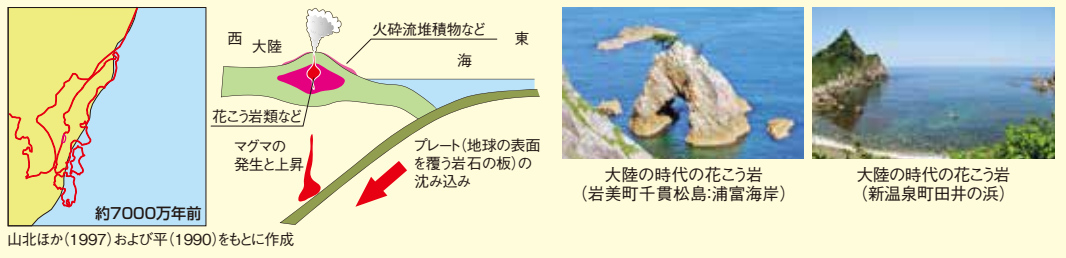 約7000万年前
山北ほか(1997)および平(1990)をもとに作成
西
大陸
火砕流堆積物など
東
海
花こう岩類など
マグマの
発生と上昇
プレート(地球の表面
を覆う岩石の板)の
沈み込み
大陸の時代の花こう岩
(岩美町千貫松島:浦富海岸)
大陸の時代の花こう岩
(新温泉町田井の浜)